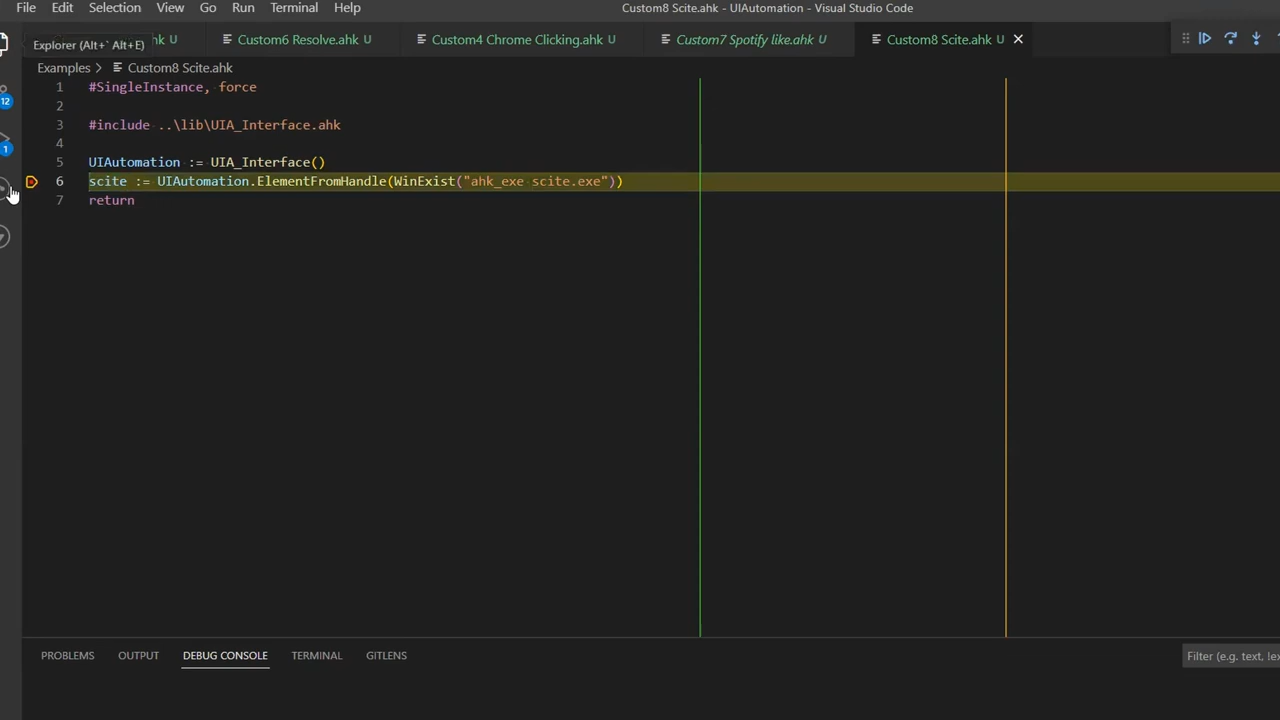 File Edit Selection View Go Run Terminal Help Custom8 Scite.ahk - UIAutomation - Visual Studio Code
Explorer (Alt+` Alt+E) U Custom6 Resolve.ahk U Custom4 Chrome Clicking.ahk U Custom7 Spotify like.ahk U Custom8 Scite.ahk U
Examples > Custom8 Scite.ahk
1 #SingleInstance, force
2
3 #include ..\lib\UIA_Interface.ahk
4
5 UIAutomation := UIA_Interface()
6 scite := UIAutomation.ElementFromHandle(WinExist("ahk_exe scite.exe"))
7 return
12
1
PROBLEMS OUTPUT DEBUG CONSOLE TERMINAL GITLENS Filter (e.g. text, !ex